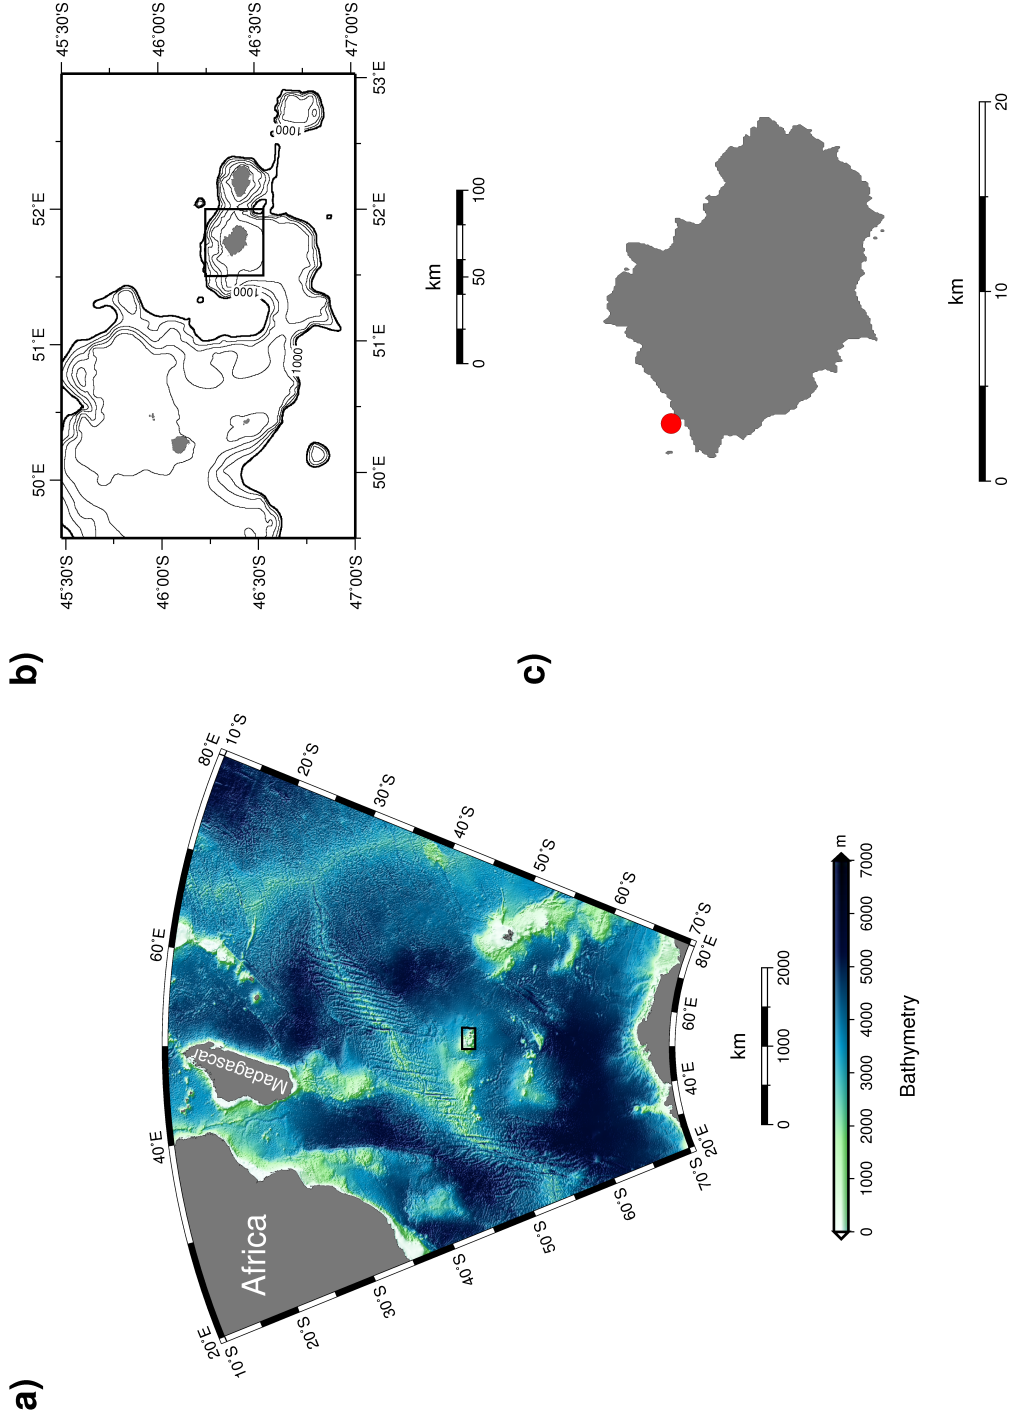 a)
20˚E
40˚E
60˚E
80˚E
10˚S
10˚S
20˚S
20˚S
30˚S
30˚S
40˚S
40˚S
50˚S
50˚S
60˚S
60˚S
70˚S
70˚S
20˚E
40˚E
60˚E
80˚E
Africa
Madagascar
km
0 1000 2000
m
0 1000 2000 3000 4000 5000 6000 7000
Bathymetry
b)
45˚30'S
45˚30'S
46˚00'S
46˚00'S
46˚30'S
46˚30'S
47˚00'S
47˚00'S
50˚E
51˚E
52˚E
50˚E
51˚E
52˚E
53˚E
1000
1000
1000
km
0 50 100
c)
km
0 10 20